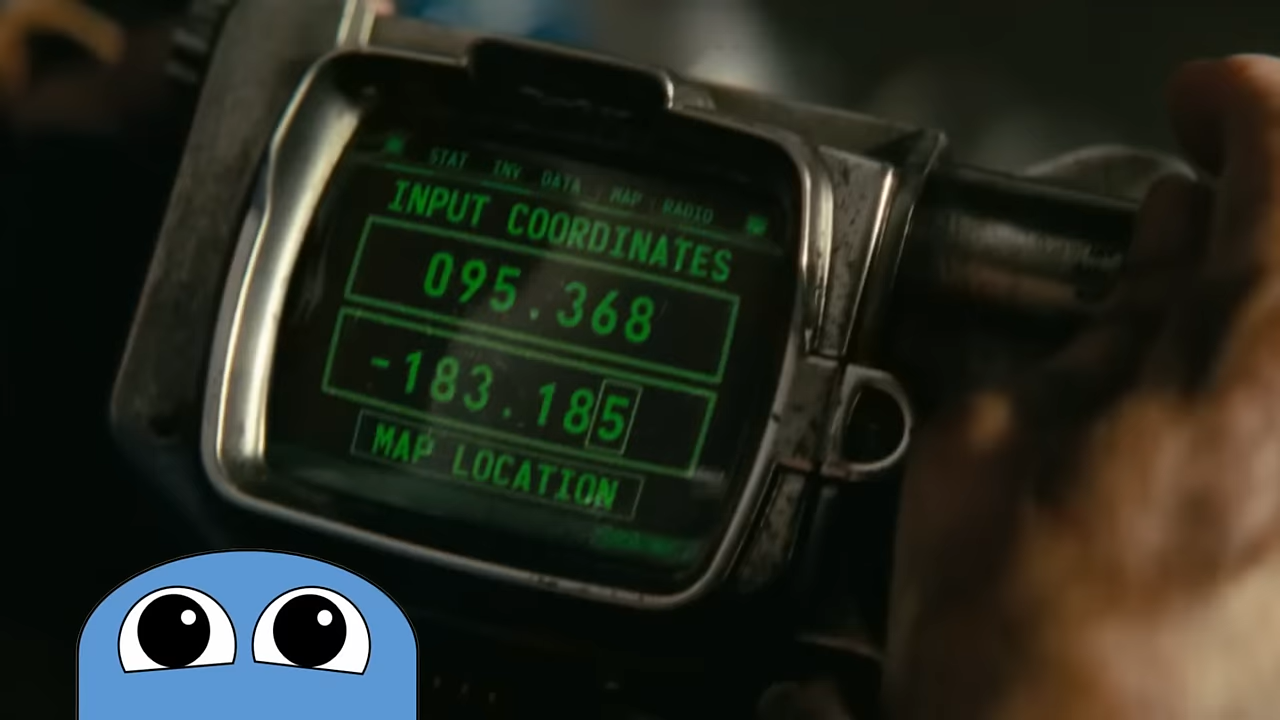 STAT INV DATA MAP RADIO
INPUT COORDINATES
095.368
-183.185
MAP LOCATION